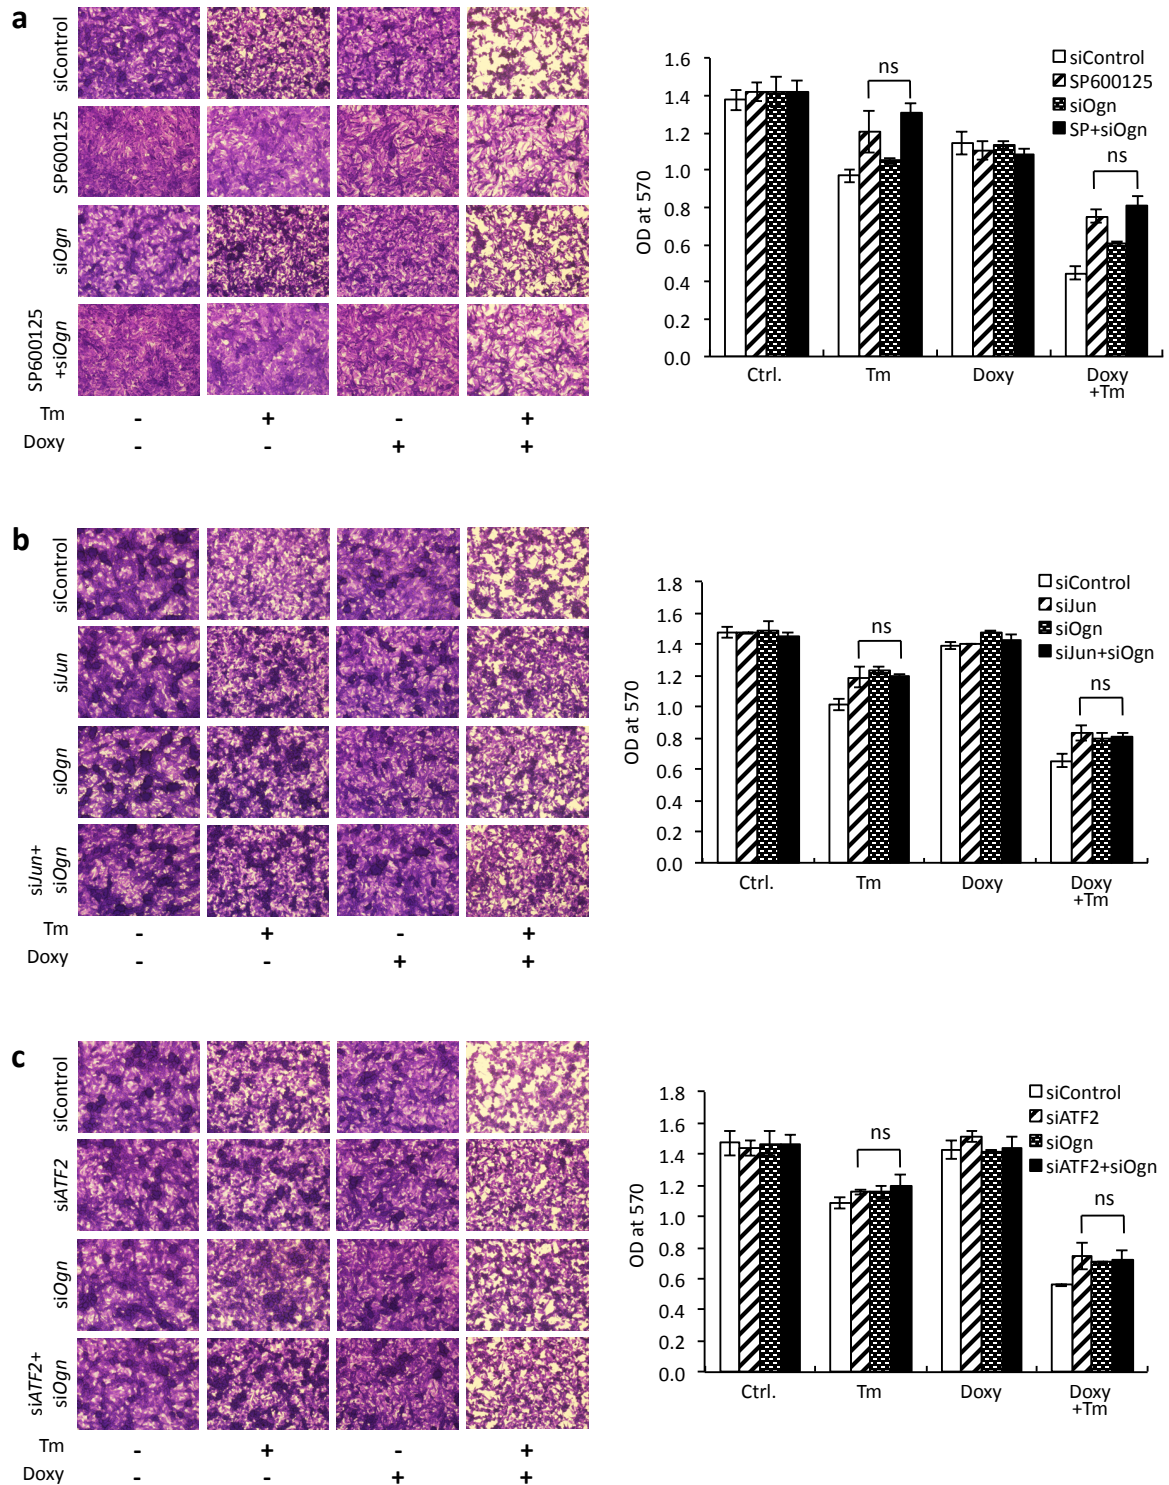 a
siControl
SP600125
siOgn
SP600125
+siOgn
Tm - + - +
Doxy - - + +
OD at 570
1.6
1.4
1.2
1.0
0.8
0.6
0.4
0.2
0.0
ns
ns
siControl
SP600125
siOgn
SP+siOgn
Ctrl. Tm Doxy Doxy
+Tm
b
siControl
siJun
siOgn
siJun+
siOgn
Tm - + - +
Doxy - - + +
OD at 570
1.8
1.6
1.4
1.2
1.0
0.8
0.6
0.4
0.2
0.0
ns
ns
siControl
siJun
siOgn
siJun+siOgn
Ctrl. Tm Doxy Doxy
+Tm
c
siControl
siATF2
siOgn
siATF2+
siOgn
Tm - + - +
Doxy - - + +
OD at 570
1.8
1.6
1.4
1.2
1.0
0.8
0.6
0.4
0.2
0.0
ns
ns
siControl
siATF2
siOgn
siATF2+siOgn
Ctrl. Tm Doxy Doxy
+Tm